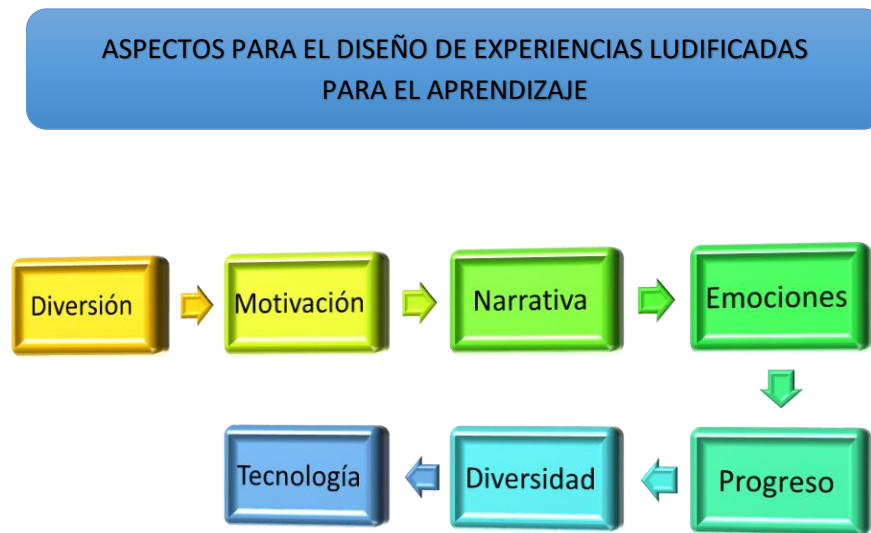 ASPECTOS PARA EL DISEÑO DE EXPERIENCIAS LUDIFICADAS
PARA EL APRENDIZAJE
Diversión
Motivación
Narrativa
Emociones
Progreso
Diversidad
Tecnología